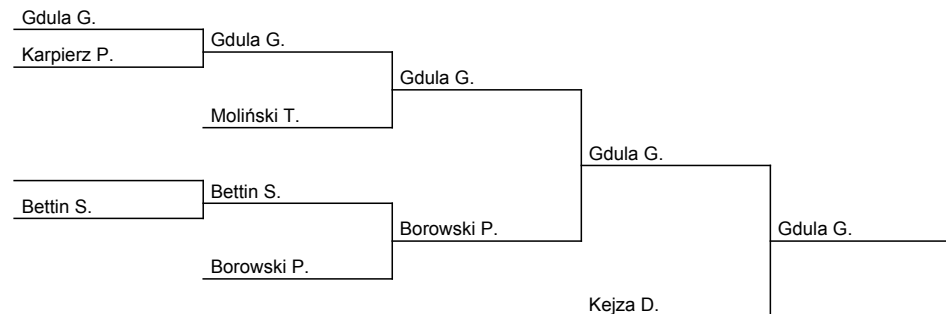 Gdula G.
Karpierz P.
Gdula G.
Moliński T.
Gdula G.
Bettin S.
Bettin S.
Borowski P.
Borowski P.
Gdula G.
Kejza D.
Gdula G.